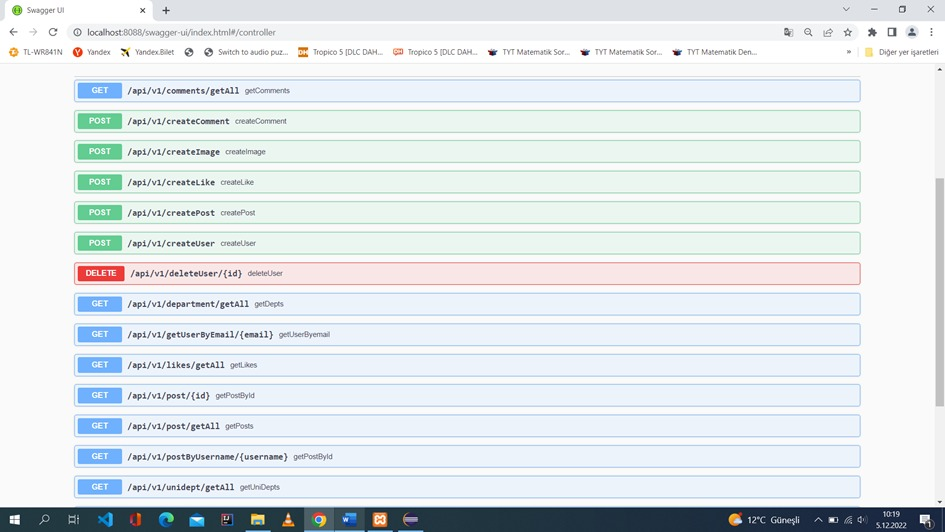 Swagger UI
localhost:8088/swagger-ui/index.html#/controller
TL-WR841N Yandex Yandex.Bilet Switch to audio puz... Tropico 5 [DLC DAH... Tropico 5 [DLC DAH... TYT Matematik Sor... TYT Matematik Sor... TYT Matematik Den... » Diğer yer işaretleri
GET /api/v1/comments/getAll getComments
POST /api/v1/createComment createComment
POST /api/v1/createImage createImage
POST /api/v1/createLike createLike
POST /api/v1/createPost createPost
POST /api/v1/createUser createUser
DELETE /api/v1/deleteUser/{id} deleteUser
GET /api/v1/department/getAll getDepts
GET /api/v1/getUserByEmail/{email} getUserByemail
GET /api/v1/likes/getAll getLikes
GET /api/v1/post/{id} getPostById
GET /api/v1/post/getAll getPosts
GET /api/v1/postByUsername/{username} getPostById
GET /api/v1/unidept/getAll getUniDepts
12°C Güneşli
10:19
5.12.2022